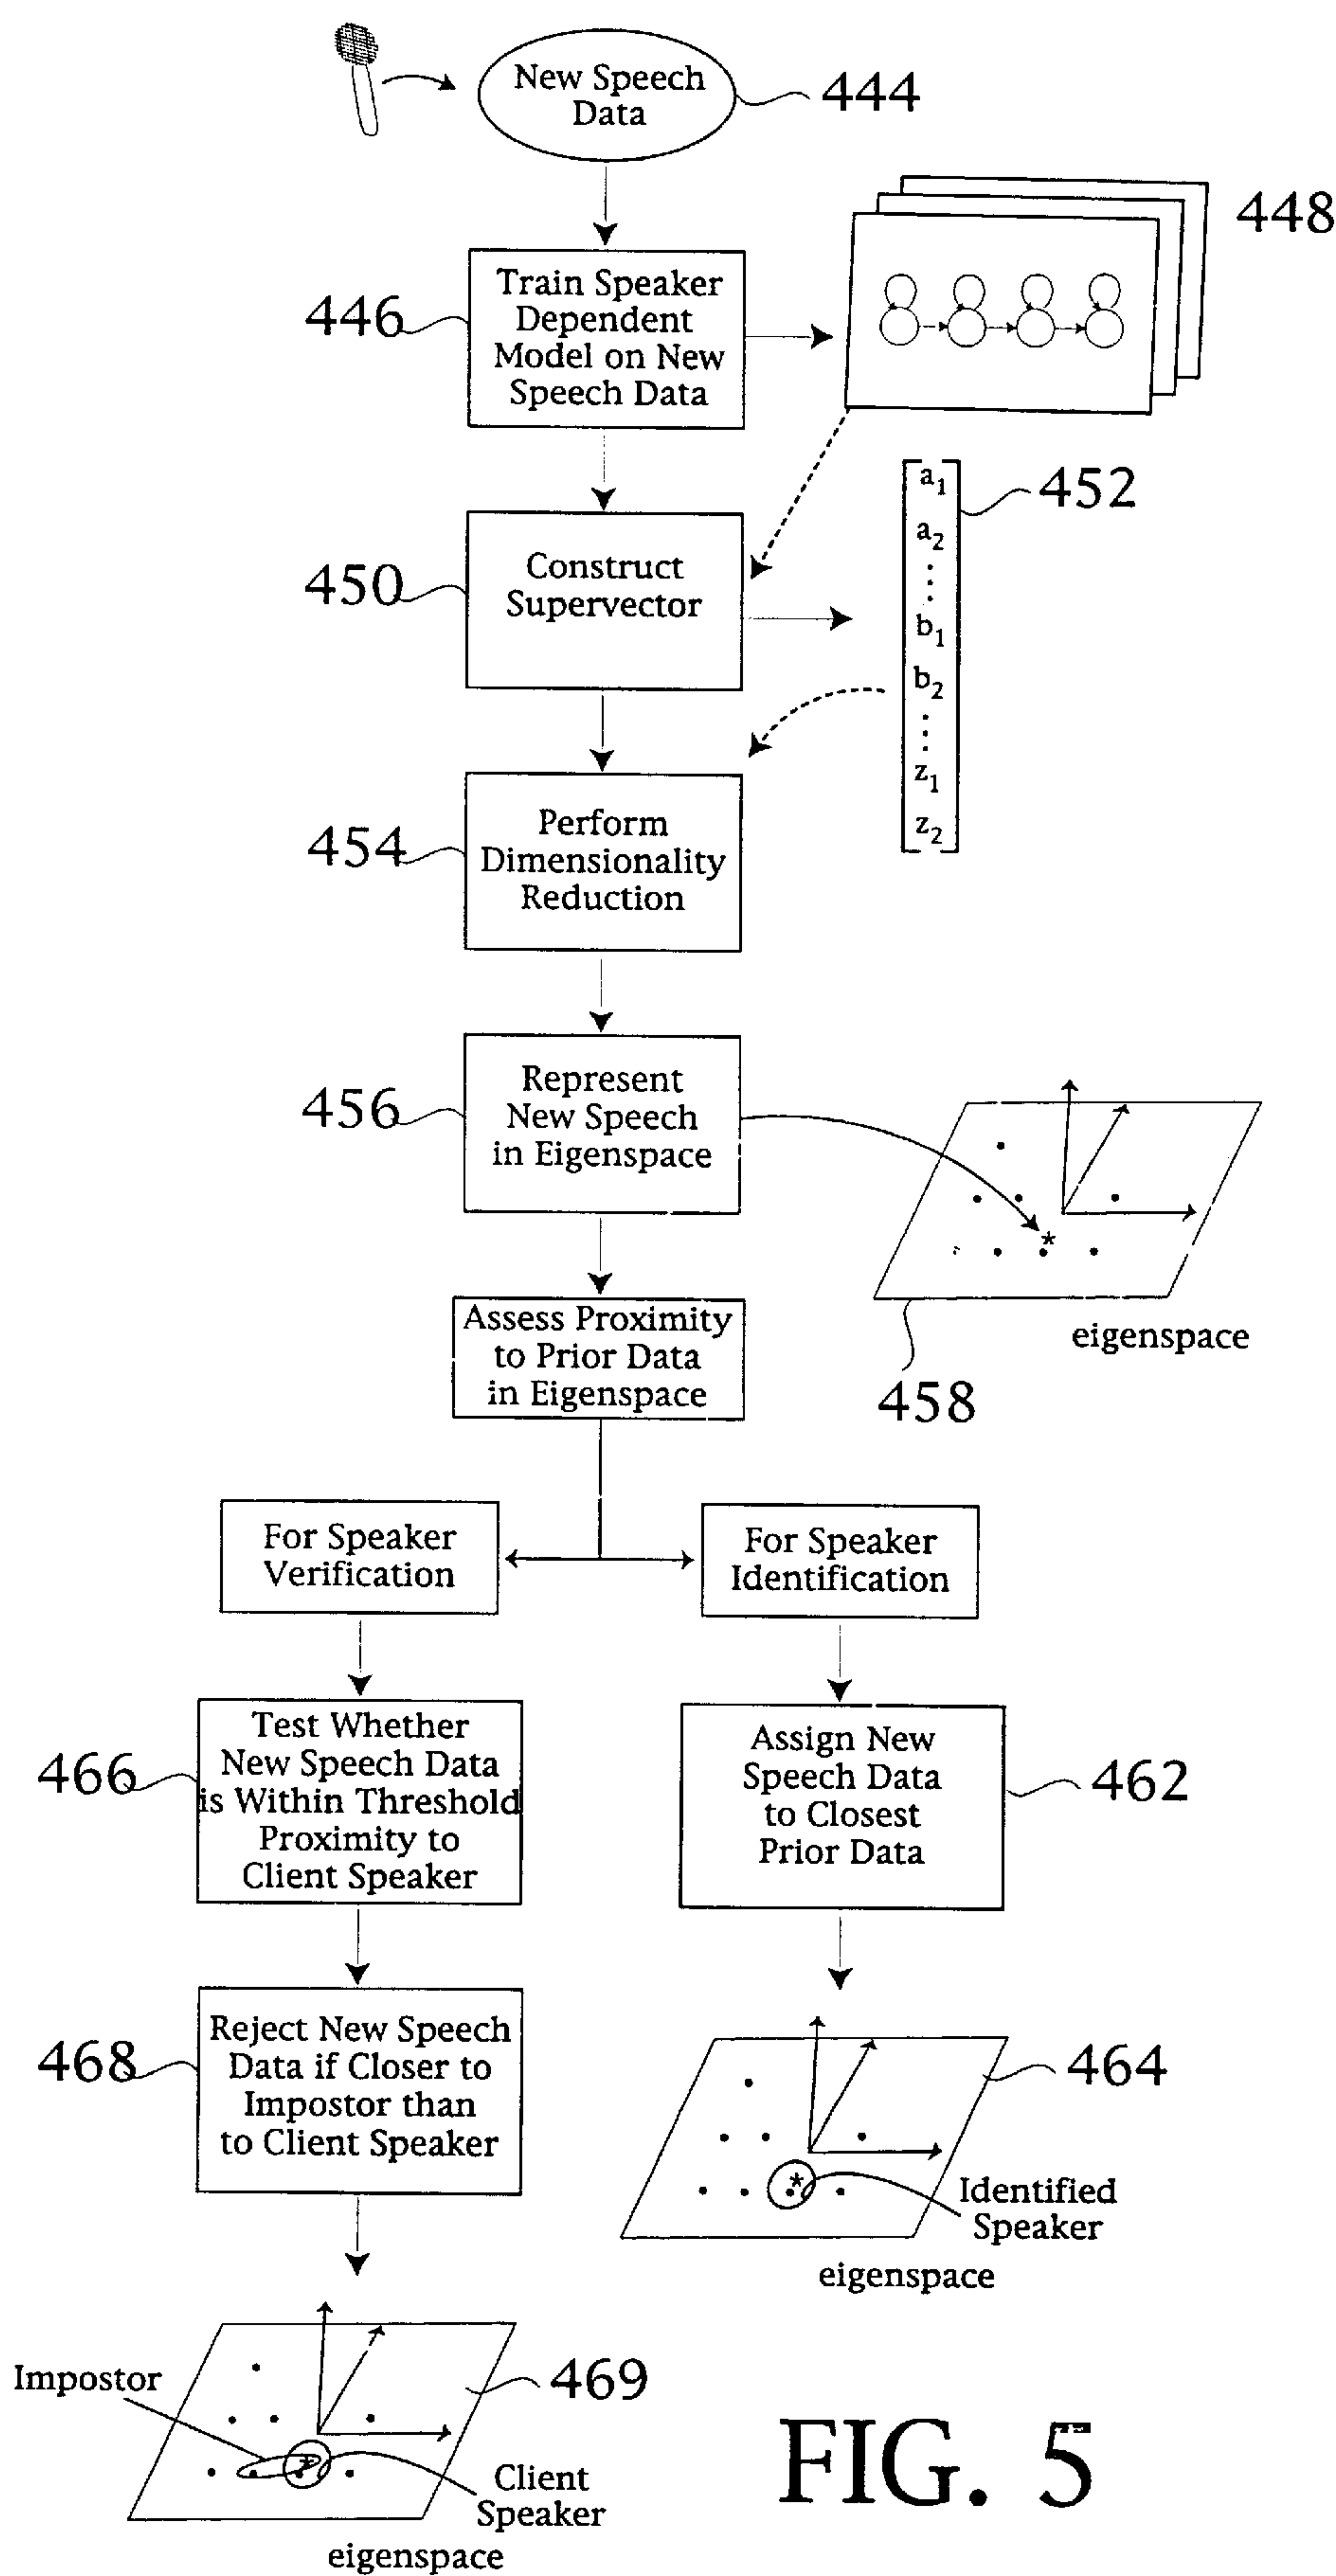 New Speech
Data
444
448
446
Train Speaker
Dependent
Model on New
Speech Data
a1
452
a2
450
Construct
Supervector
b1
b2
z1
z2
454
Perform
Dimensionality
Reduction
456
Represent
New Speech
in Eigenspace
*
eigenspace
458
Assess Proximity
to Prior Data
in Eigenspace
For Speaker
Verification
For Speaker
Identification
466
Test Whether
New Speech Data
is Within Threshold
Proximity to
Client Speaker
Assign New
Speech Data
to Closest
Prior Data
462
468
Reject New Speech
Data if Closer to
Impostor than
to Client Speaker
464
*
Identified
Speaker
eigenspace
Impostor
469
*
Client
Speaker
eigenspace
FIG. 5